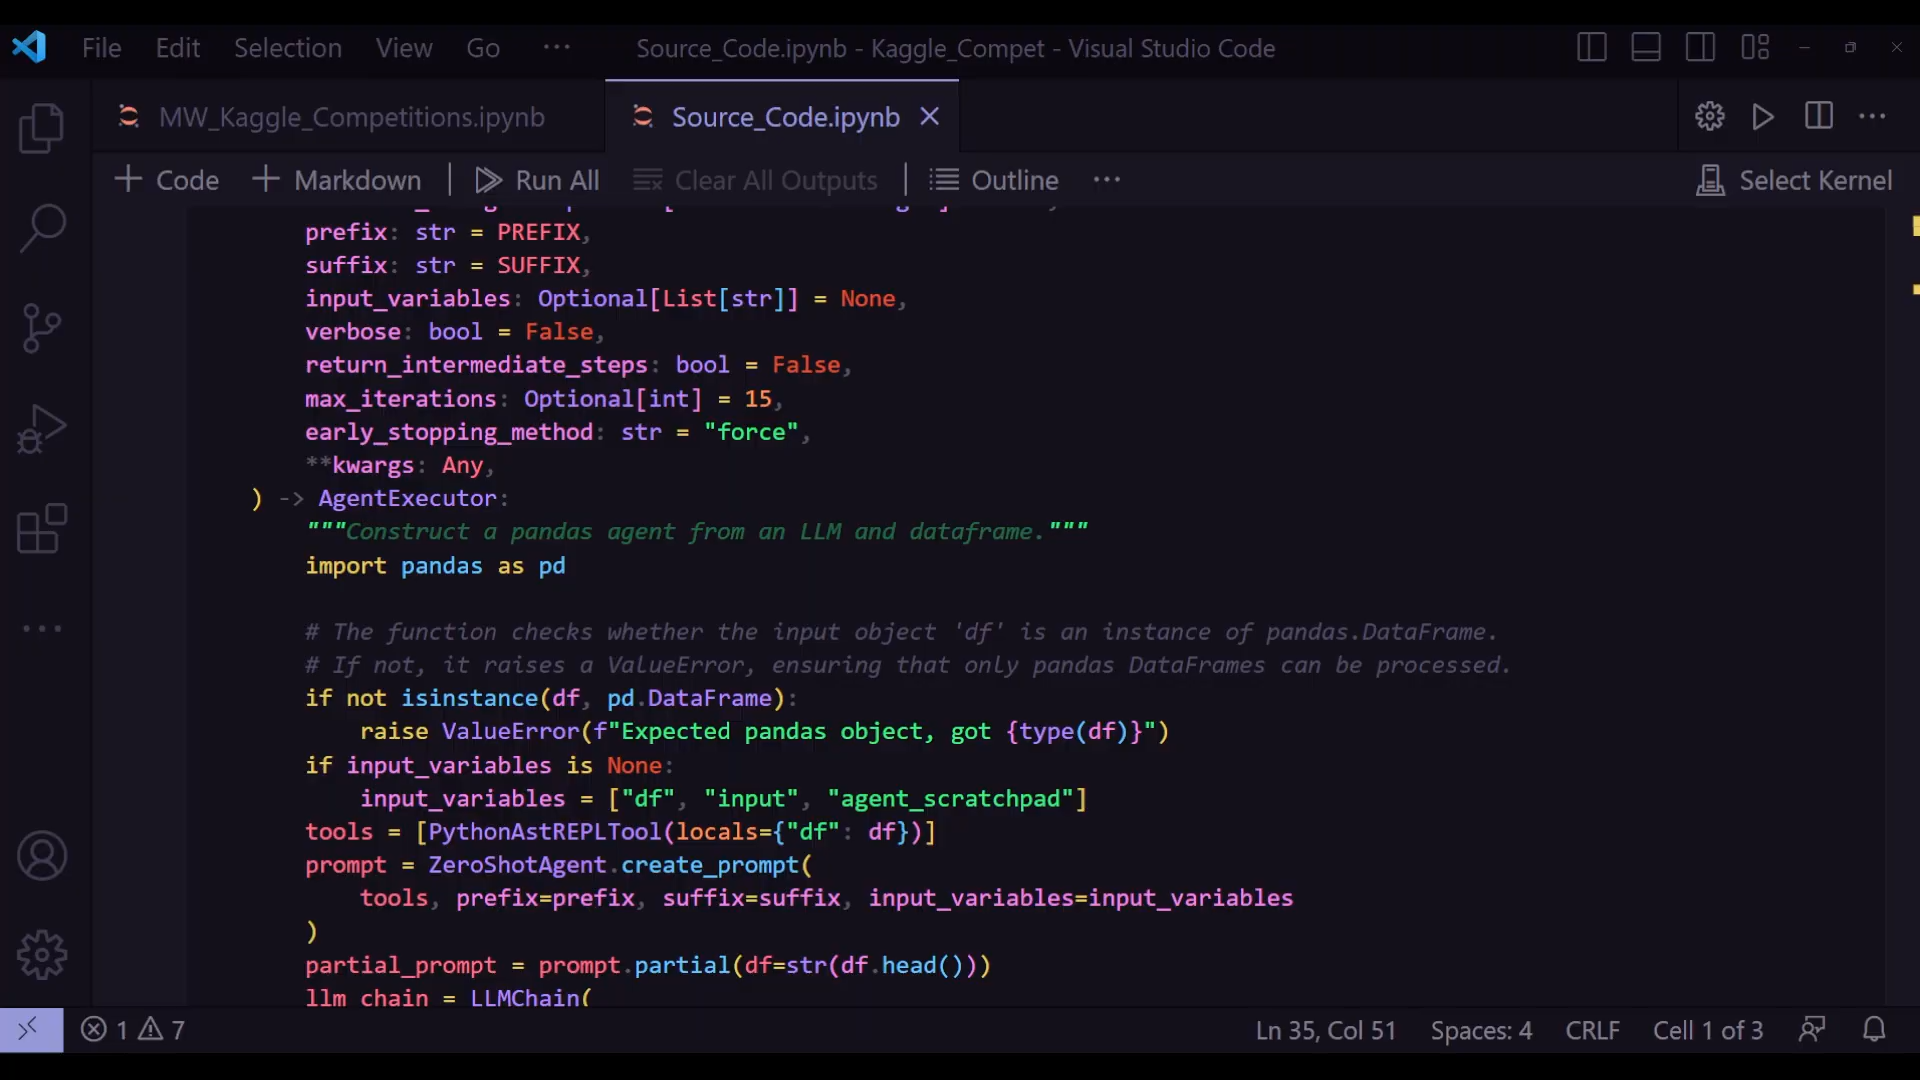 File Edit Selection View Go ··· Source_Code.ipynb - Kaggle_Compet - Visual Studio Code
MW_Kaggle_Competitions.ipynb Source_Code.ipynb
Code Markdown Run All Clear All Outputs Outline ··· Select Kernel
prefix: str = PREFIX,
suffix: str = SUFFIX,
input_variables: Optional[List[str]] = None,
verbose: bool = False,
return_intermediate_steps: bool = False,
max_iterations: Optional[int] = 15,
early_stopping_method: str = "force",
**kwargs: Any,
) -> AgentExecutor:
"""Construct a pandas agent from an LLM and dataframe."""
import pandas as pd
# The function checks whether the input object 'df' is an instance of pandas.DataFrame.
# If not, it raises a ValueError, ensuring that only pandas DataFrames can be processed.
if not isinstance(df, pd.DataFrame):
raise ValueError(f"Expected pandas object, got {type(df)}")
if input_variables is None:
input_variables = ["df", "input", "agent_scratchpad"]
tools = [PythonAstREPLTool(locals={"df": df})]
prompt = ZeroShotAgent.create_prompt(
tools, prefix=prefix, suffix=suffix, input_variables=input_variables
)
partial_prompt = prompt.partial(df=str(df.head()))
llm_chain = LLMChain(
1 7 Ln 35, Col 51 Spaces: 4 CRLF Cell 1 of 3